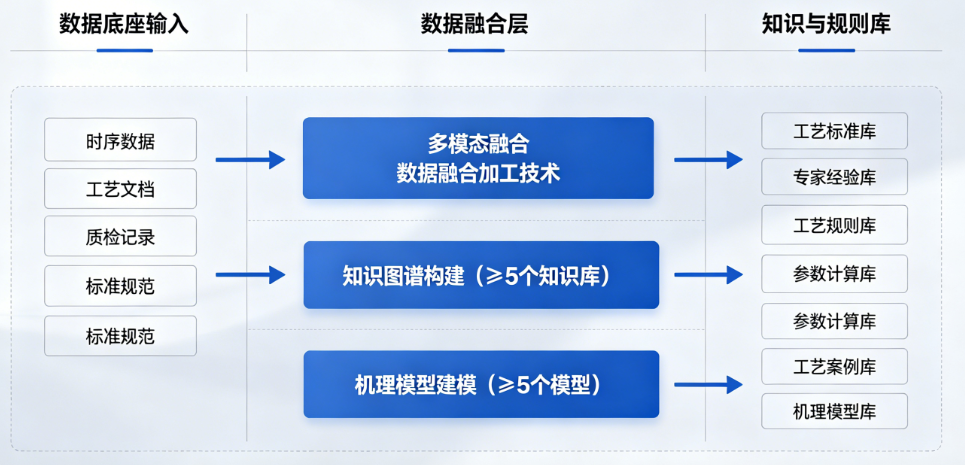 数据底座输入
数据融合层
知识与规则库
时序数据
工艺文档
质检记录
标准规范
标准规范
多模态融合
数据融合加工技术
知识图谱构建（≥5个知识库）
机理模型建模（≥5个模型）
工艺标准库
专家经验库
工艺规则库
参数计算库
参数计算库
工艺案例库
机理模型库